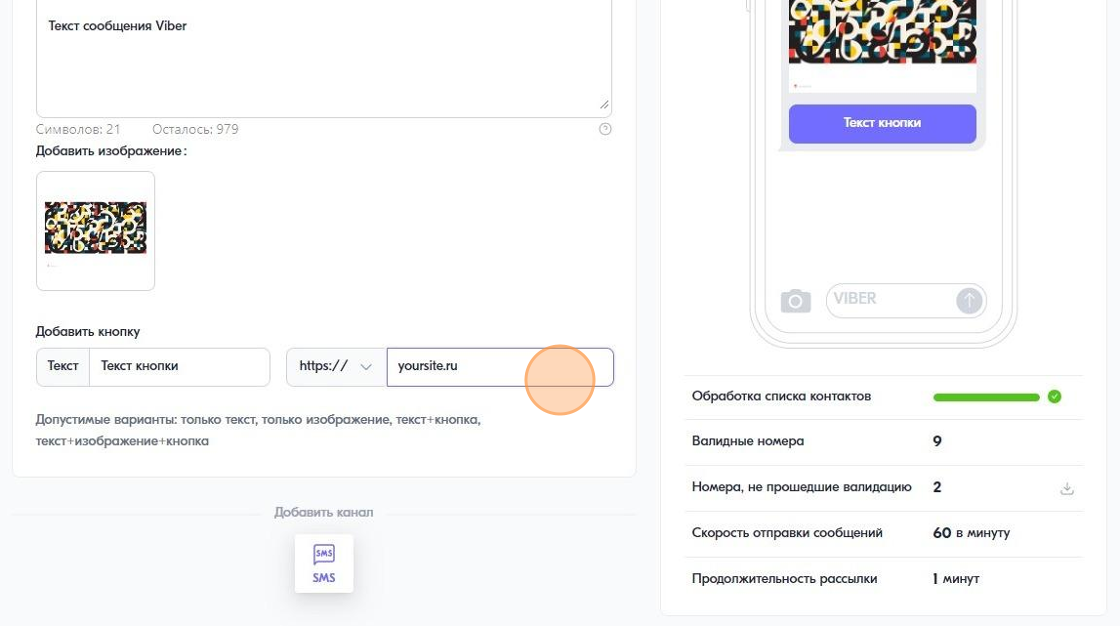 Текст сообщения Viber
Символов: 21 Осталось: 979
Добавить изображение:
Добавить кнопку
Текст Текст кнопки https:// yoursite.ru
Допустимые варианты: только текст, только изображение, текст+кнопка,
текст+изображение+кнопка
Добавить канал
SMS
SMS
Текст кнопки
VIBER
Обработка списка контактов
Валидные номера 9
Номера, не прошедшие валидацию 2
Скорость отправки сообщений 60 в минуту
Продолжительность рассылки 1 минут